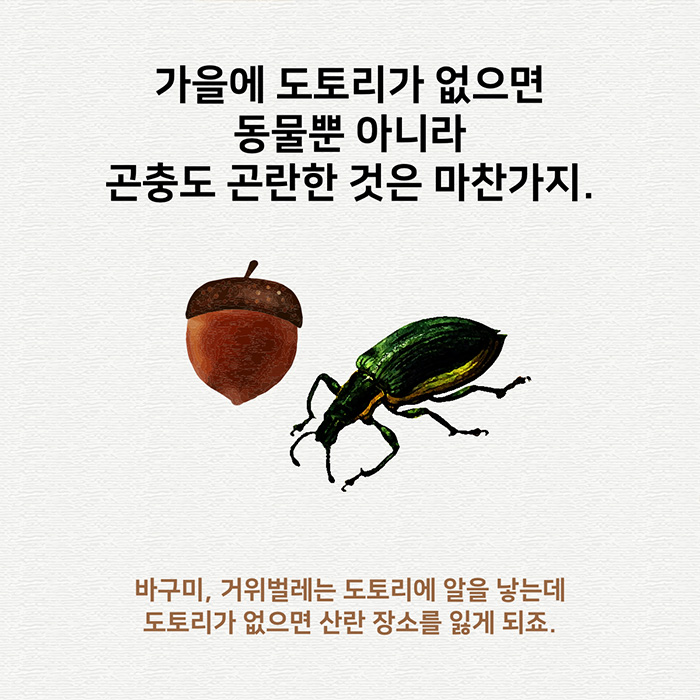 가을에 도토리가 없으면
동물뿐 아니라
곤충도 곤란한 것은 마찬가지.
바구미, 거위벌레는 도토리에 알을 낳는데
도토리가 없으면 산란 장소를 잃게 되죠.